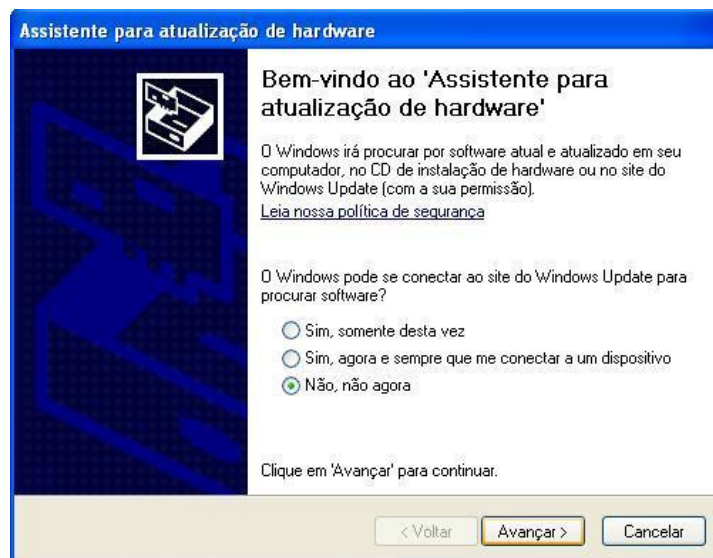 Assistente para atualização de hardware
Bem-vindo ao 'Assistente para
atualização de hardware'
O Windows irá procurar por software atual e atualizado em seu
computador, no CD de instalação de hardware ou no site do
Windows Update (com a sua permissão).
Leia nossa política de segurança
O Windows pode se conectar ao site do Windows Update para
procurar software?
Sim, somente desta vez
Sim, agora e sempre que me conectar a um dispositivo
Não, não agora
Clique em 'Avançar' para continuar.
< Voltar Avançar > Cancelar